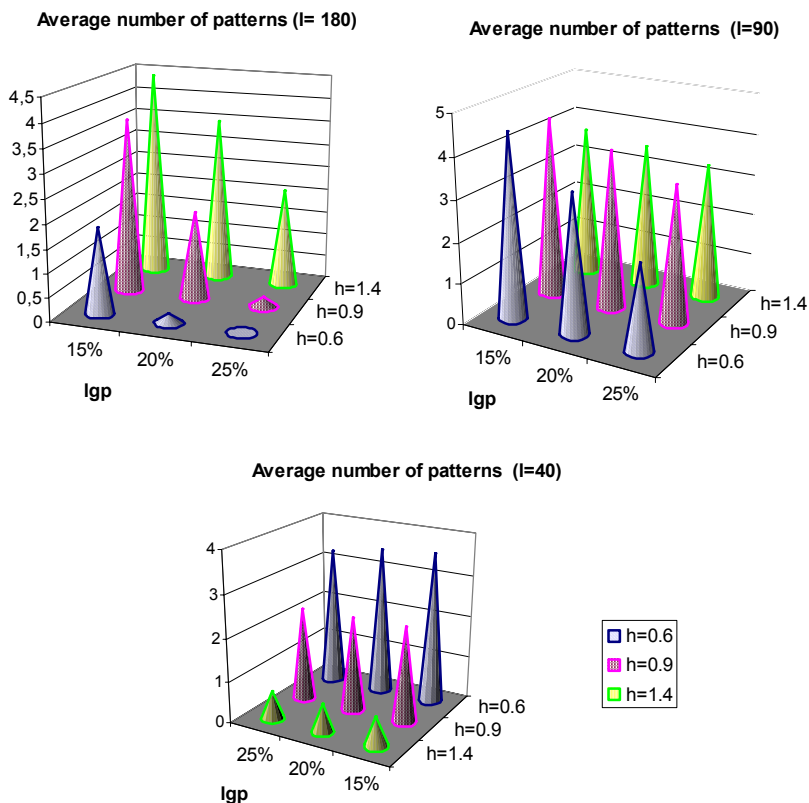 Average number of patterns (l= 180)
4,5
4
3,5
3
2,5
2
1,5
1
0,5
0
15%
20%
25%
h=0.6
h=0.9
h=1.4
lgp
Average number of patterns (l=90)
5
4
3
2
1
0
15%
20%
25%
h=0.6
h=0.9
h=1.4
lgp
Average number of patterns (l=40)
4
3
2
1
0
25%
20%
15%
h=1.4
h=0.9
h=0.6
lgp
h=0.6
h=0.9
h=1.4